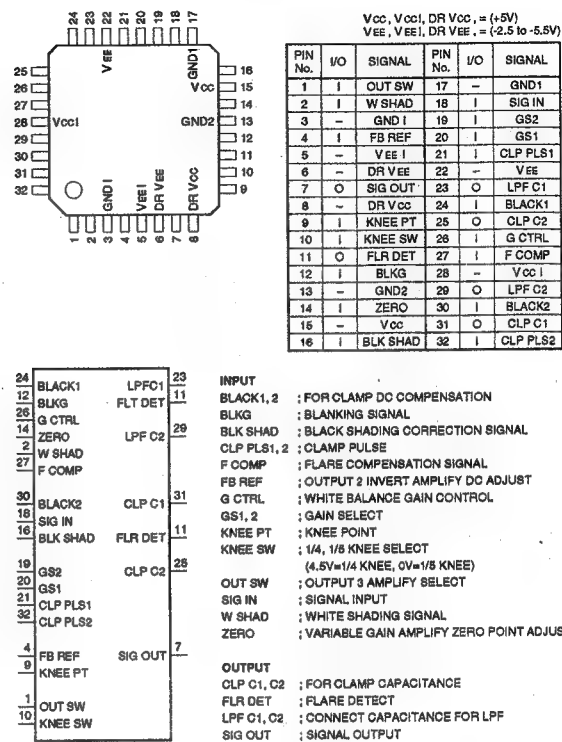 Vcc, Vcc I, DR Vcc, = (+5V)
VEE, VEE I, DR VEE, = (-2.5 to -5.5V)
24 23 22 21 20 19 18 17
VEE
GND1
25
26
27
28 Vcc I
29
30
31
32
Vcc
GND2
16
15
14
13
12
11
10
9
GND I
VEE I
DR VEE
DR Vcc
1 2 3 4 5 6 7 8
PIN No. I/O SIGNAL PIN No. I/O SIGNAL
1 I OUT SW 17 – GND1
2 I W SHAD 18 I SIG IN
3 – GND I 19 I GS2
4 I FB REF 20 I GS1
5 – VEE I 21 I CLP PLS1
6 – DR VEE 22 – VEE
7 O SIG OUT 23 O LPF C1
8 – DR Vcc 24 I BLACK1
9 I KNEE PT 25 O CLP C2
10 I KNEE SW 26 I G CTRL
11 O FLR DET 27 I F COMP
12 I BLKG 28 – Vcc I
13 – GND2 29 O LPF C2
14 I ZERO 30 I BLACK2
15 – Vcc 31 O CLP C1
16 I BLK SHAD 32 I CLP PLS2
24 BLACK1 LPFC1 23
12 BLKG FLT DET 11
26 G CTRL
14 ZERO LPF C2 29
2 W SHAD
27 F COMP
30 BLACK2 CLP C1 31
18 SIG IN
16 BLK SHAD FLR DET 11
19 GS2 CLP C2 25
20 GS1
21 CLP PLS1
32 CLP PLS2
4 FB REF SIG OUT 7
9 KNEE PT
1 OUT SW
10 KNEE SW
INPUT
BLACK1, 2 ; FOR CLAMP DC COMPENSATION
BLKG ; BLANKING SIGNAL
BLK SHAD ; BLACK SHADING CORRECTION SIGNAL
CLP PLS1, 2 ; CLAMP PULSE
F COMP ; FLARE COMPENSATION SIGNAL
FB REF ; OUTPUT 2 INVERT AMPLIFY DC ADJUST
G CTRL ; WHITE BALANCE GAIN CONTROL
GS1, 2 ; GAIN SELECT
KNEE PT ; KNEE POINT
KNEE SW ; 1/4, 1/5 KNEE SELECT
(4.5V=1/4 KNEE, 0V=1/5 KNEE)
OUT SW ; OUTPUT 3 AMPLIFY SELECT
SIG IN ; SIGNAL INPUT
W SHAD ; WHITE SHADING SIGNAL
ZERO ; VARIABLE GAIN AMPLIFY ZERO POINT ADJUS
OUTPUT
CLP C1, C2 ; FOR CLAMP CAPACITANCE
FLR DET ; FLARE DETECT
LPF C1, C2 ; CONNECT CAPACITANCE FOR LPF
SIG OUT ; SIGNAL OUTPUT